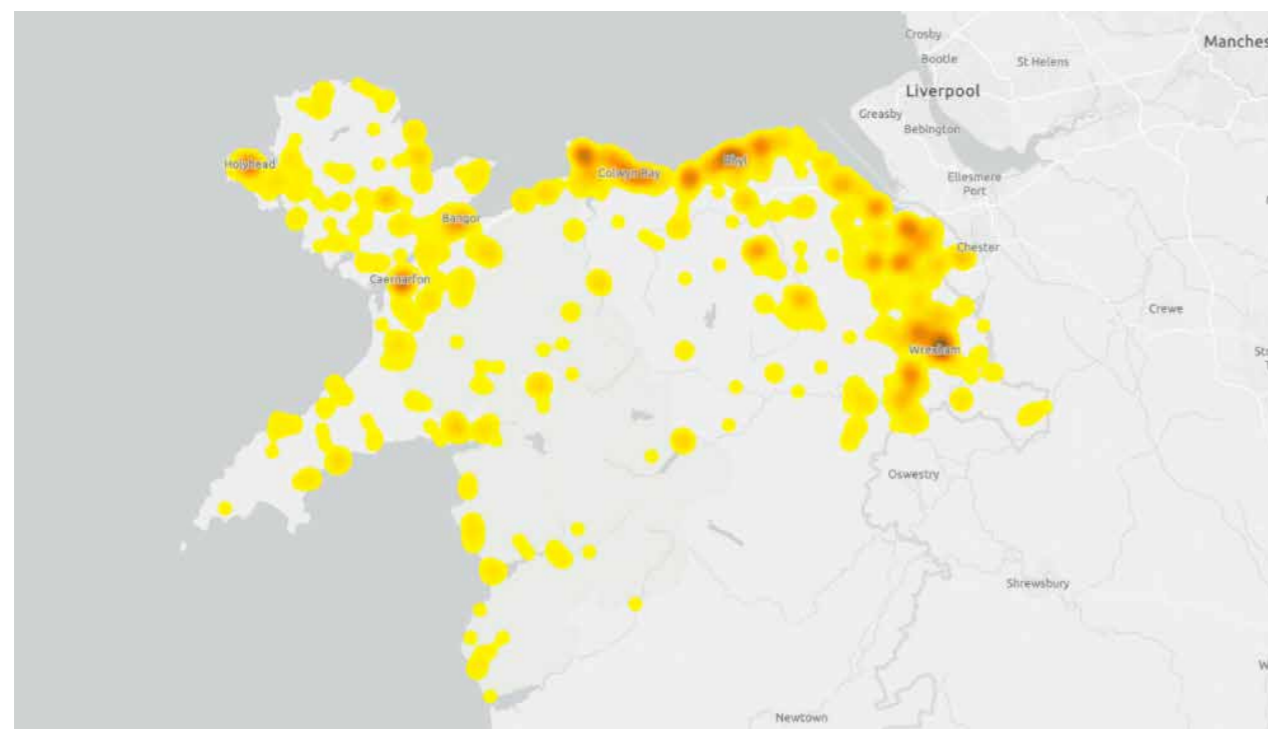 Crosby
Manches
Bootle
St Helens
Liverpool
Greasby
Bebington
Holyhead
Rhyl
Colwyn Bay
Ellesmere
Port
Bangor
Chester
Caernarfon
Crewe
Wrexham
St
Oswestry
Shrewsbury
W
Newtown